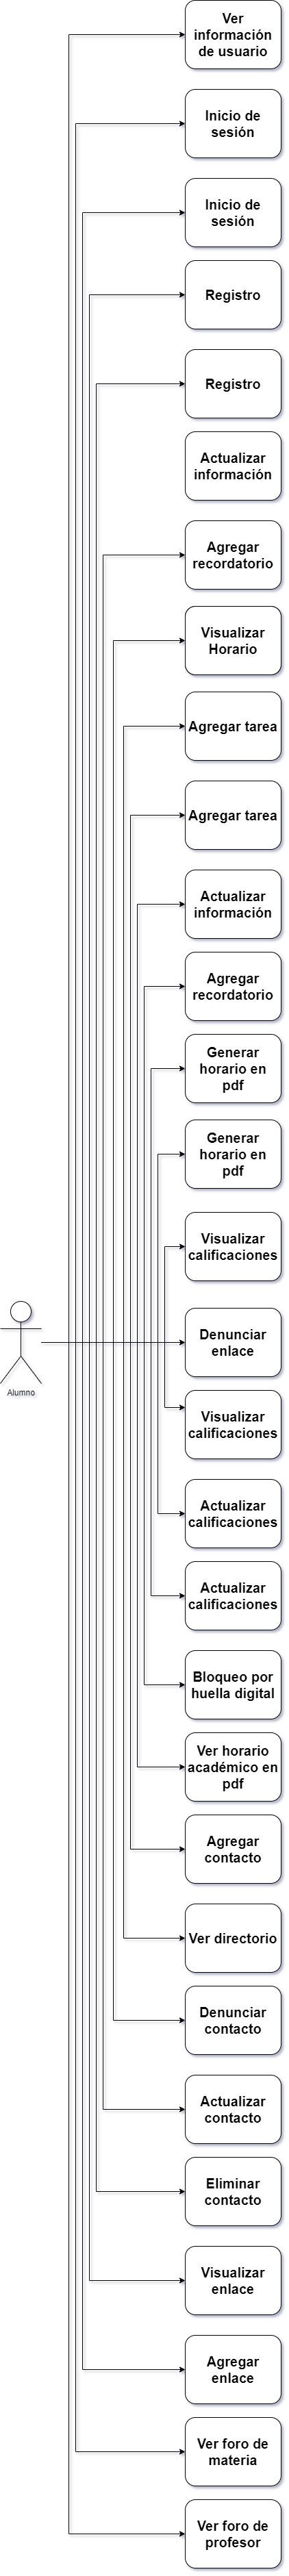 Ver
información
de usuario
Inicio de
sesión
Inicio de
sesión
Registro
Registro
Actualizar
información
Agregar
recordatorio
Visualizar
Horario
Agregar tarea
Agregar tarea
Actualizar
información
Agregar
recordatorio
Generar
horario en
pdf
Generar
horario en
pdf
Visualizar
calificaciones
Denunciar
enlace
Alumno
Visualizar
calificaciones
Actualizar
calificaciones
Actualizar
calificaciones
Bloqueo por
huella digital
Ver horario
académico en
pdf
Agregar
contacto
Ver directorio
Denunciar
contacto
Actualizar
contacto
Eliminar
contacto
Visualizar
enlace
Agregar
enlace
Ver foro de
materia
Ver foro de
profesor